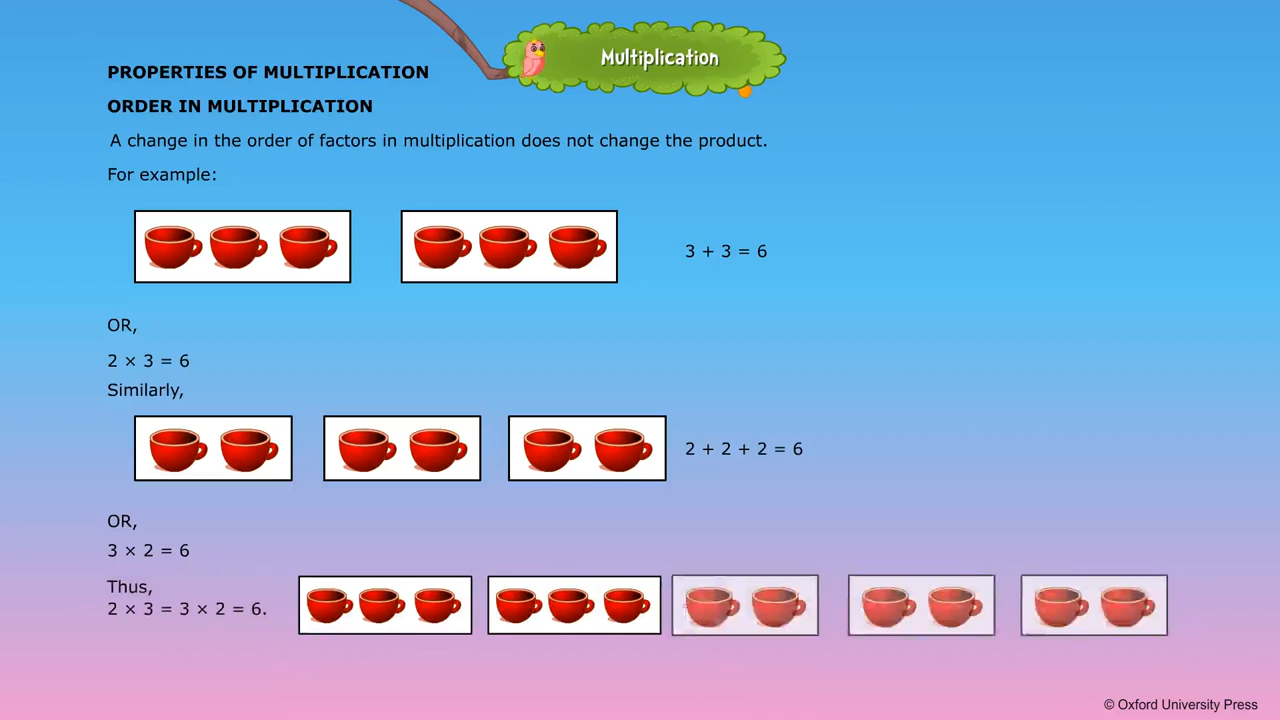 Multiplication
PROPERTIES OF MULTIPLICATION
ORDER IN MULTIPLICATION
A change in the order of factors in multiplication does not change the product.
For example:
3 + 3 = 6
OR,
2 × 3 = 6
Similarly,
2 + 2 + 2 = 6
OR,
3 × 2 = 6
Thus,
2 × 3 = 3 × 2 = 6.
© Oxford University Press